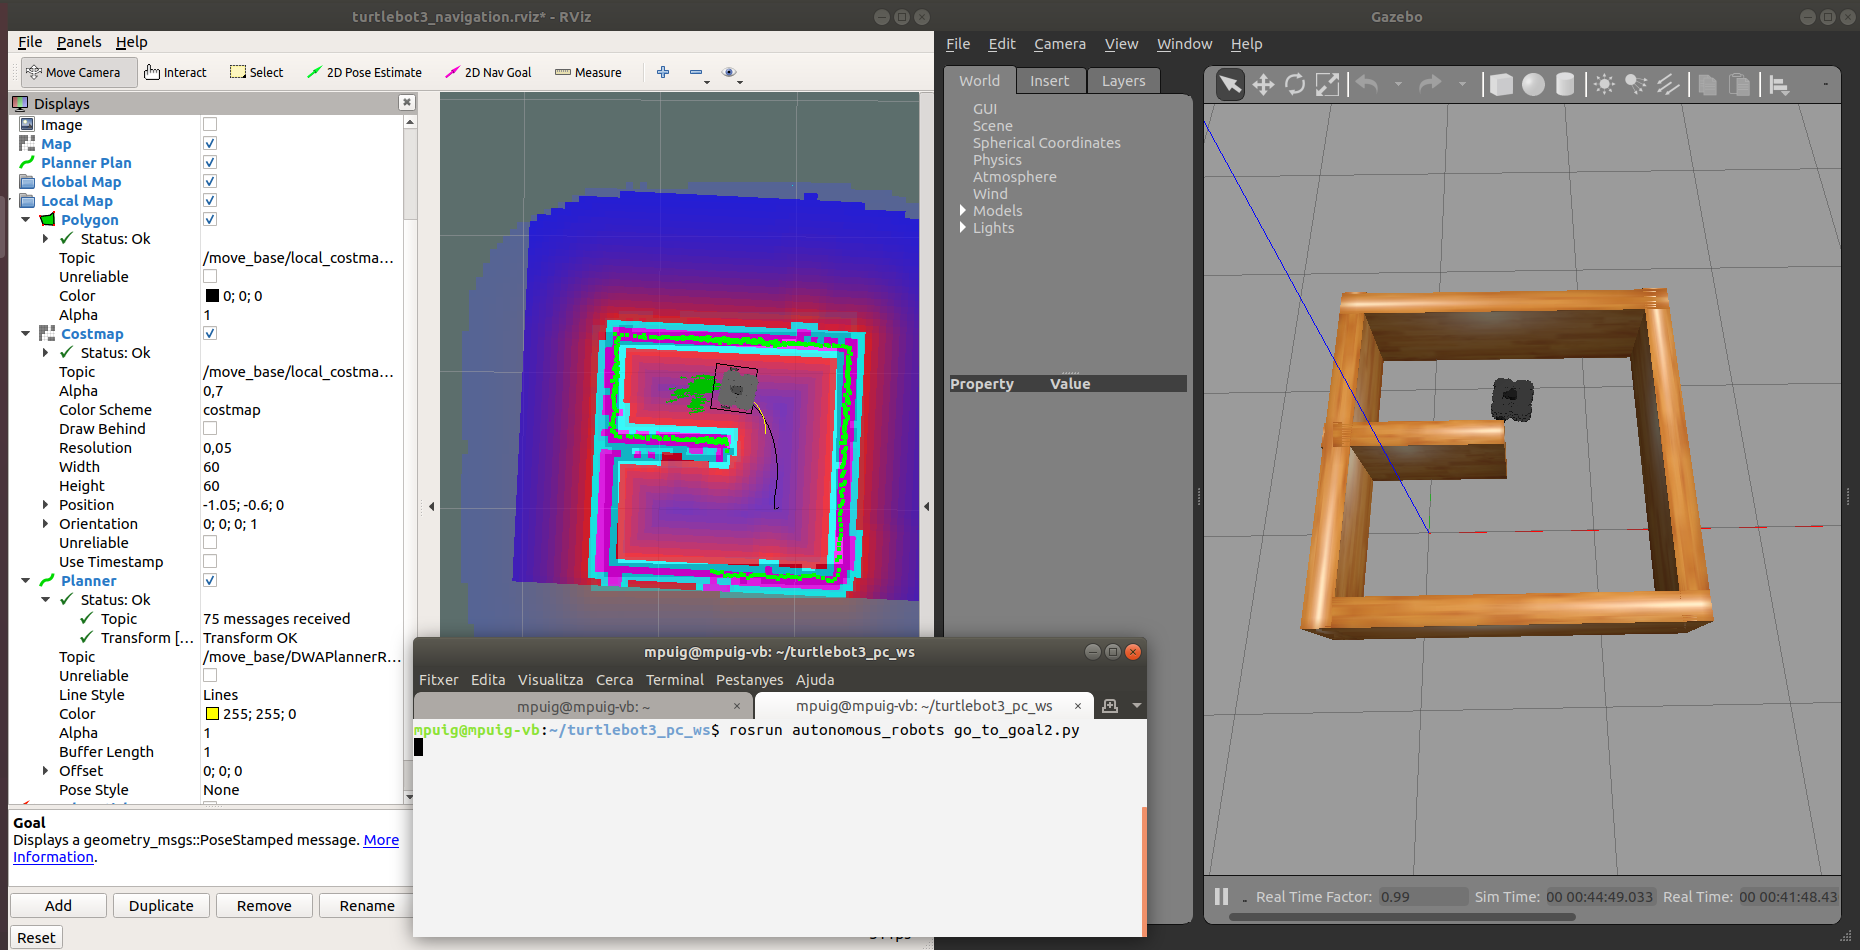 turtlebot3_navigation.rviz* - RViz
File Panels Help
Move Camera Interact Select 2D Pose Estimate 2D Nav Goal Measure
Displays
Image
Map
Planner Plan
Global Map
Local Map
Polygon
Status: Ok
Topic /move_base/local_costma...
Unreliable
Color 0; 0; 0
Alpha 1
Costmap
Status: Ok
Topic /move_base/local_costma...
Alpha 0,7
Color Scheme costmap
Draw Behind
Resolution 0,05
Width 60
Height 60
Position -1.05; -0.6; 0
Orientation 0; 0; 0; 1
Unreliable
Use Timestamp
Planner
Status: Ok
Topic 75 messages received
Transform [... Transform OK
Topic /move_base/DWAPlannerR...
Unreliable
Line Style Lines
Color 255; 255; 0
Alpha 1
Buffer Length 1
Offset 0; 0; 0
Pose Style None
Goal
Displays a geometry_msgs::PoseStamped message. More
Information.
Add Duplicate Remove Rename
Reset
mpuig@mpuig-vb: ~/turtlebot3_pc_ws
Fitxer Edita Visualitza Cerca Terminal Pestanyes Ajuda
mpuig@mpuig-vb: ~ mpuig@mpuig-vb: ~/turtlebot3_pc_ws
mpuig@mpuig-vb:~/turtlebot3_pc_ws$ rosrun autonomous_robots go_to_goal2.py
Gazebo
File Edit Camera View Window Help
World Insert Layers
GUI
Scene
Spherical Coordinates
Physics
Atmosphere
Wind
Models
Lights
Property Value
Real Time Factor: 0.99 Sim Time: 00 00:44:49.033 Real Time: 00 00:41:48.43